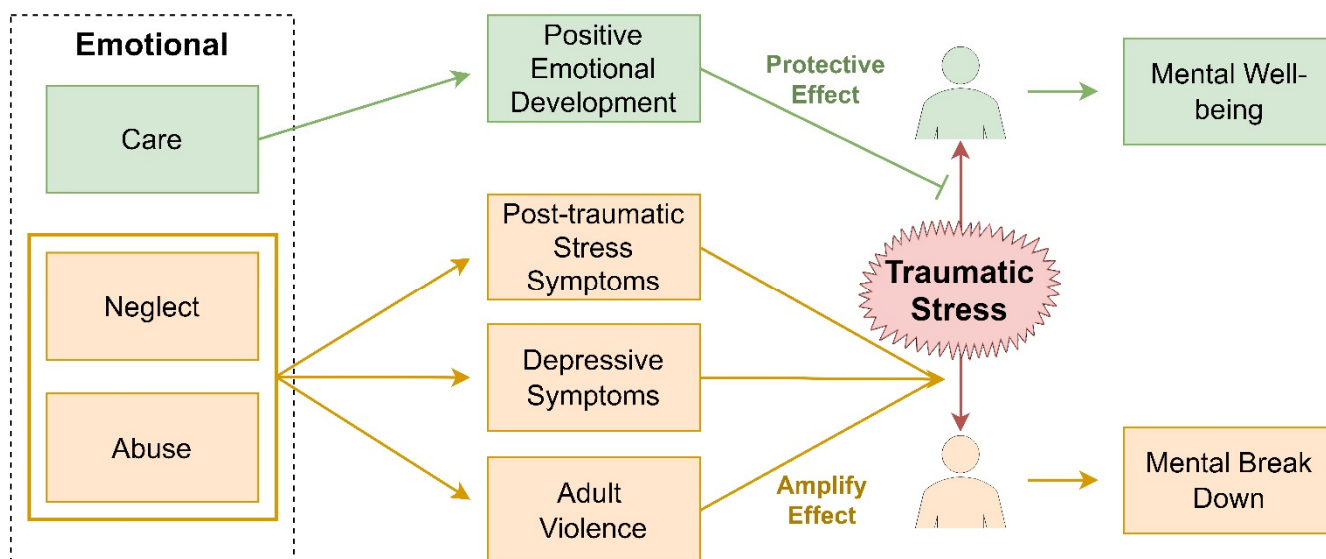 Emotional
Care
Neglect
Abuse
Positive
Emotional
Development
Post-traumatic
Stress
Symptoms
Depressive
Symptoms
Adult
Violence
Protective
Effect
Amplify
Effect
Traumatic
Stress
Mental Well-
being
Mental Break
Down